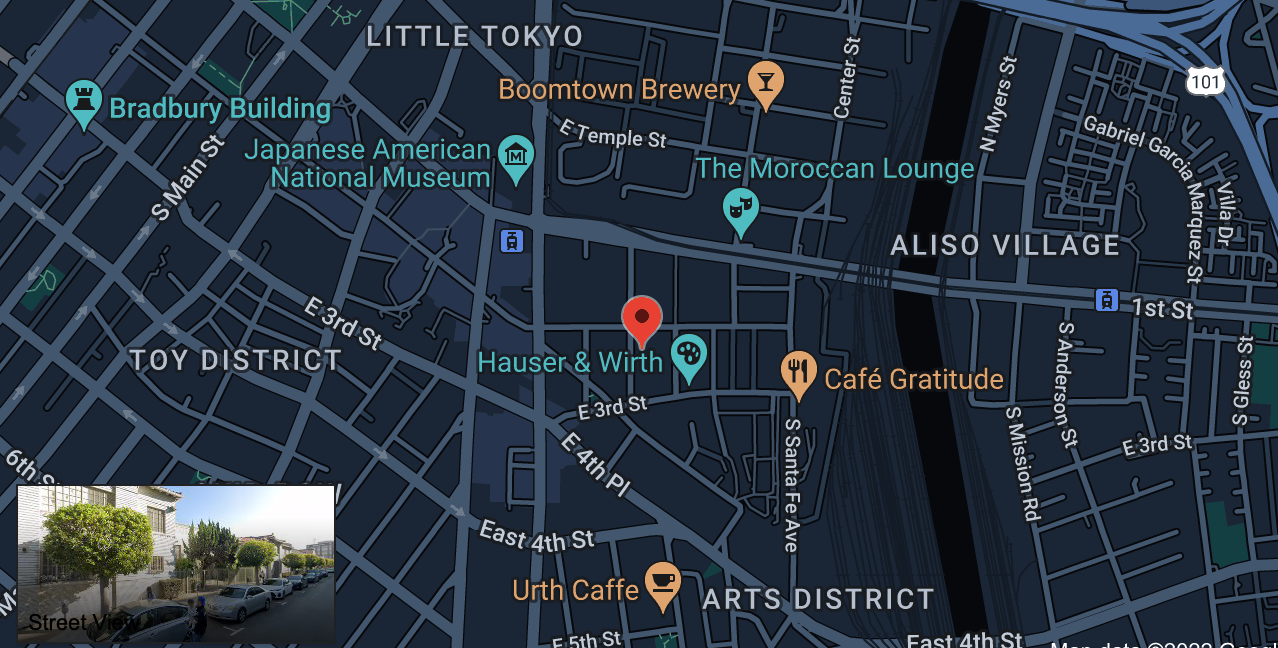 LITTLE TOKYO
Boomtown Brewery
Center St
N Myers St
101
Bradbury Building
E Temple St
Gabriel Garcia Marquez St
Japanese American
National Museum
S Main St
The Moroccan Lounge
Villa Dr
ALISO VILLAGE
1st St
E 3rd St
TOY DISTRICT
Hauser & Wirth
Café Gratitude
S Anderson St
S Gless St
E 3rd St
S Santa Fe Ave
S Mission Rd
E 3rd St
E 4th Pl
6th S
East 4th St
Urth Caffe
ARTS DISTRICT
Street View
E 5th St
East 4th St
Map data ©2022 Google